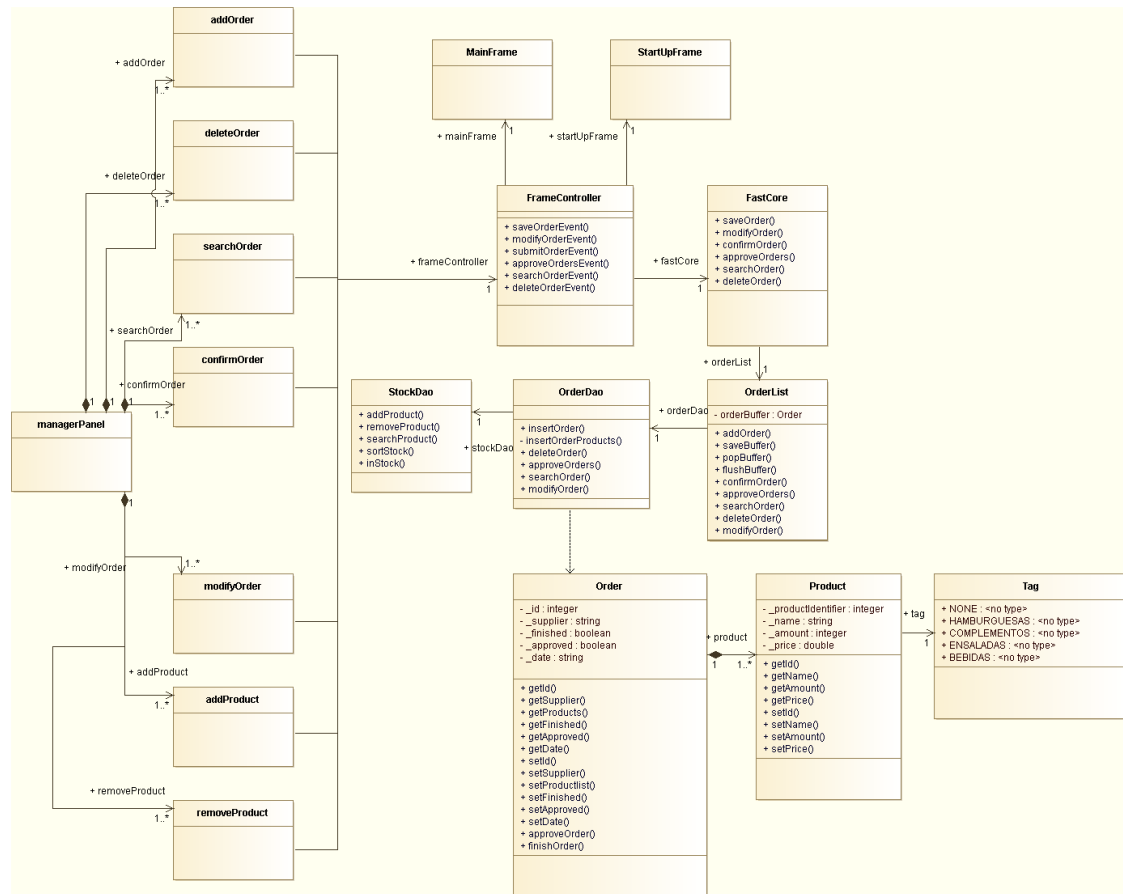 addOrder
+ addOrder
1..*
deleteOrder
+ deleteOrder
1..*
searchOrder
+ searchOrder
1..*
confirmOrder
+ confirmOrder
1..*
1
1
1
managerPanel
1
+ modifyOrder
1..*
modifyOrder
+ addProduct
1..*
addProduct
+ removeProduct
1..*
removeProduct
MainFrame
+ mainFrame
1
StartUpFrame
+ startUpFrame
1
+ frameController
1
FrameController
+ saveOrderEvent()
+ modifyOrderEvent()
+ submitOrderEvent()
+ approveOrdersEvent()
+ searchOrderEvent()
+ deleteOrderEvent()
+ fastCore
1
FastCore
+ saveOrder()
+ modifyOrder()
+ confirmOrder()
+ approveOrders()
+ searchOrder()
+ deleteOrder()
+ orderList
1
StockDao
+ addProduct()
+ removeProduct()
+ searchProduct()
+ sortStock()
+ inStock()
1
+ stockDao
OrderDao
+ insertOrder()
- insertOrderProducts()
+ deleteOrder()
+ approveOrders()
+ searchOrder()
+ modifyOrder()
+ orderDao
1
OrderList
- orderBuffer : Order
+ addOrder()
+ saveBuffer()
+ popBuffer()
+ flushBuffer()
+ confirmOrder()
+ approveOrders()
+ searchOrder()
+ deleteOrder()
+ modifyOrder()
Order
- _id : integer
- _supplier : string
- _finished : boolean
- _approved : boolean
- _date : string
+ getId()
+ getSupplier()
+ getProducts()
+ getFinished()
+ getApproved()
+ getDate()
+ setId()
+ setSupplier()
+ setProductlist()
+ setFinished()
+ setApproved()
+ setDate()
+ approveOrder()
+ finishOrder()
+ product
1
1..*
Product
- _productIdentifier : integer
- _name : string
- _amount : integer
- _price : double
+ getId()
+ getName()
+ getAmount()
+ getPrice()
+ setId()
+ setName()
+ setAmount()
+ setPrice()
+ tag
1
Tag
+ NONE : <no type>
+ HAMBURGUESAS : <no type>
+ COMPLEMENTOS : <no type>
+ ENSALADAS : <no type>
+ BEBIDAS : <no type>